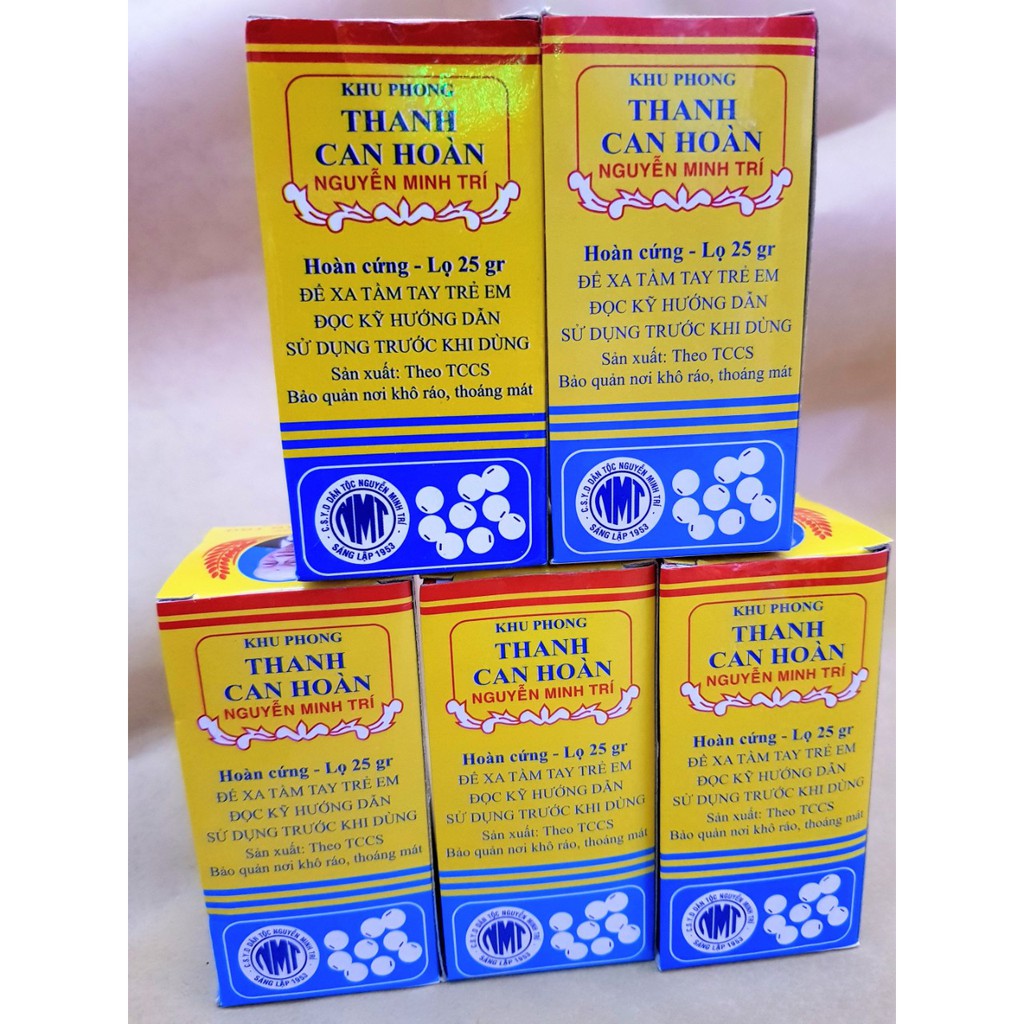 KHU PHONG
THANH
CAN HOÀN
NGUYỄN MINH TRÍ
Hoàn cứng - Lọ 25 gr
ĐỂ XA TẦM TAY TRẺ EM
ĐỌC KỸ HƯỚNG DẪN
SỬ DỤNG TRƯỚC KHI DÙNG
Sản xuất: Theo TCCS
Bảo quản nơi khô ráo, thoáng mát
C.S.Y.D DÂN TỘC NGUYỄN MINH TRÍ
NMT
SÁNG LẬP 1953
KHU PHONG
THANH
CAN HOÀN
NGUYỄN MINH TRÍ
Hoàn cứng - Lọ 25 gr
ĐỂ XA TẦM TAY TRẺ EM
ĐỌC KỸ HƯỚNG DẪN
SỬ DỤNG TRƯỚC KHI DÙNG
Sản xuất: Theo TCCS
Bảo quản nơi khô ráo, thoáng mát
C.S.Y.D DÂN TỘC NGUYỄN MINH TRÍ
NMT
SÁNG LẬP 1953
KHU PHONG
THANH
CAN HOÀN
NGUYỄN MINH TRÍ
Hoàn cứng - Lọ 25 gr
ĐỂ XA TẦM TAY TRẺ EM
ĐỌC KỸ HƯỚNG DẪN
SỬ DỤNG TRƯỚC KHI DÙNG
Sản xuất: Theo TCCS
Bảo quản nơi khô ráo, thoáng mát
C.S.Y.D DÂN TỘC NGUYỄN MINH TRÍ
NMT
SÁNG LẬP 1953
KHU PHONG
THANH
CAN HOÀN
NGUYỄN MINH TRÍ
Hoàn cứng - Lọ 25 gr
ĐỂ XA TẦM TAY TRẺ EM
ĐỌC KỸ HƯỚNG DẪN
SỬ DỤNG TRƯỚC KHI DÙNG
Sản xuất: Theo TCCS
Bảo quản nơi khô ráo, thoáng mát
C.S.Y.D DÂN TỘC NGUYỄN MINH TRÍ
NMT
SÁNG LẬP 1953
KHU PHONG
THANH
CAN HOÀN
NGUYỄN MINH TRÍ
Hoàn cứng - Lọ 25 gr
ĐỂ XA TẦM TAY TRẺ EM
ĐỌC KỸ HƯỚNG DẪN
SỬ DỤNG TRƯỚC KHI DÙNG
Sản xuất: Theo TCCS
Bảo quản nơi khô ráo, thoáng mát
C.S.Y.D DÂN TỘC NGUYỄN MINH TRÍ
NMT
SÁNG LẬP 1953